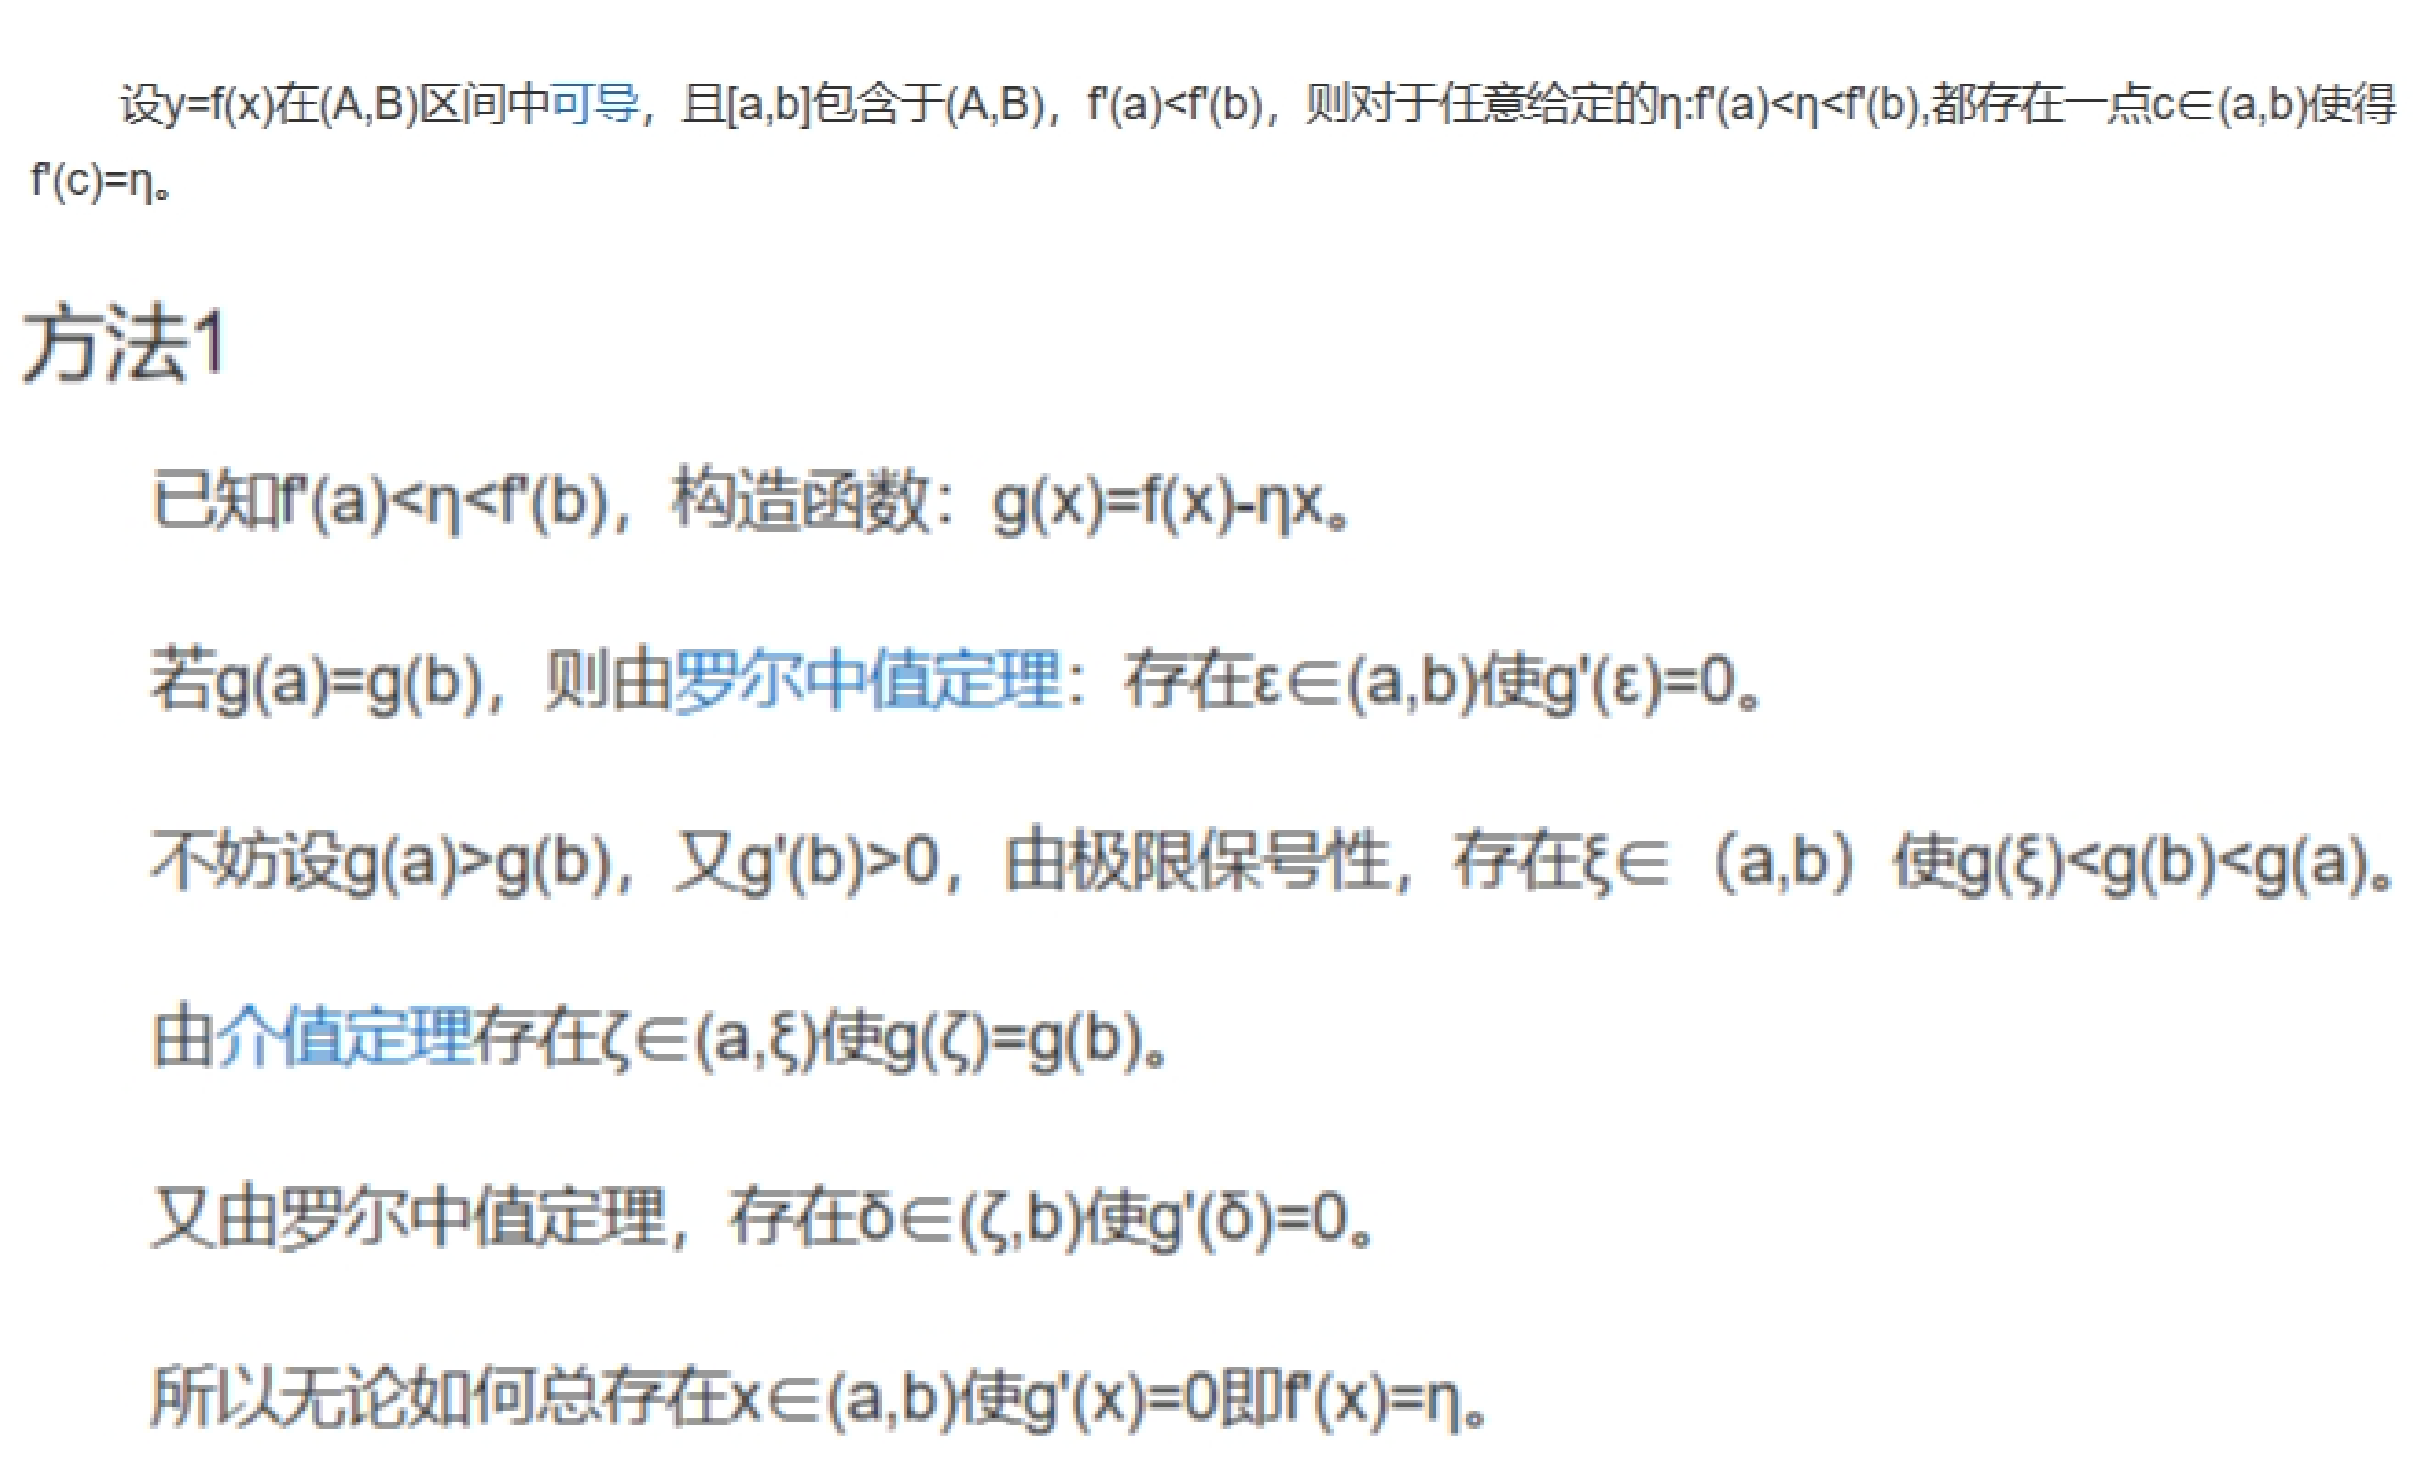 设y=f(x)在(A,B)区间中可导，且[a,b]包含于(A,B)，f'(a)<f'(b)，则对于任意给定的η:f'(a)<η<f'(b),都存在一点c∈(a,b)使得
f'(c)=η。
方法1
已知f'(a)<η<f'(b)，构造函数：g(x)=f(x)-ηx。
若g(a)=g(b)，则由罗尔中值定理：存在ε∈(a,b)使g'(ε)=0。
不妨设g(a)>g(b)，又g'(b)>0，由极限保号性，存在ξ∈（a,b）使g(ξ)<g(b)<g(a)。
由介值定理存在ζ∈(a,ξ)使g(ζ)=g(b)。
又由罗尔中值定理，存在δ∈(ζ,b)使g'(δ)=0。
所以无论如何总存在x∈(a,b)使g'(x)=0即f'(x)=η。